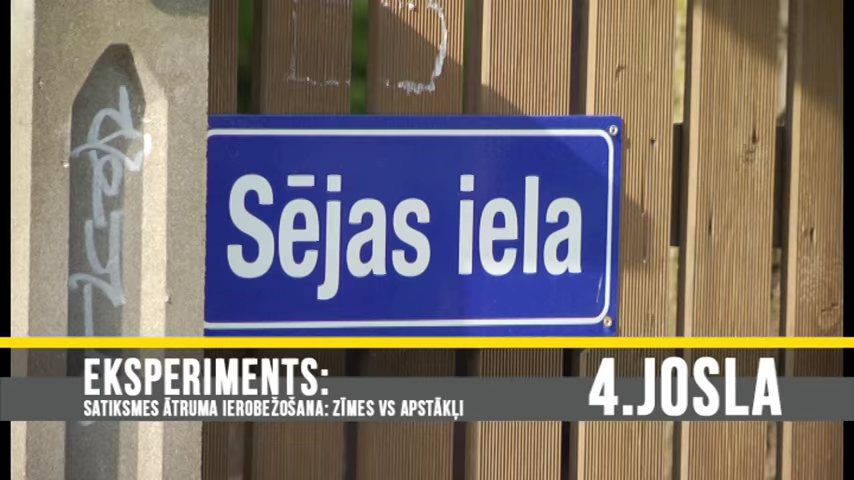 Sējas iela
EKSPERIMENTS:
SATIKSMES ĀTRUMA IEROBEŽOŠANA: ZĪMES VS APSTĀKĻI
4.JOSLA